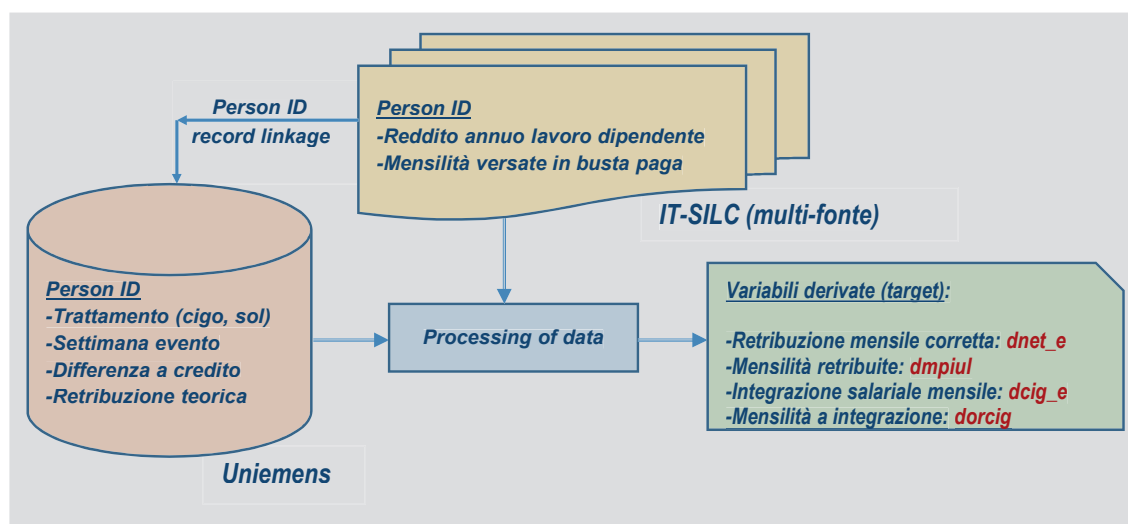 Person ID
record linkage
Person ID
-Reddito annuo lavoro dipendente
-Mensilità versate in busta paga
IT-SILC (multi-fonte)
Person ID
-Trattamento (cigo, sol)
-Settimana evento
-Differenza a credito
-Retribuzione teorica
Uniemens
Processing of data
Variabili derivate (target):
-Retribuzione mensile corretta: dnet_e
-Mensilità retribuite: dmpiul
-Integrazione salariale mensile: dcig_e
-Mensilità a integrazione: dorcig